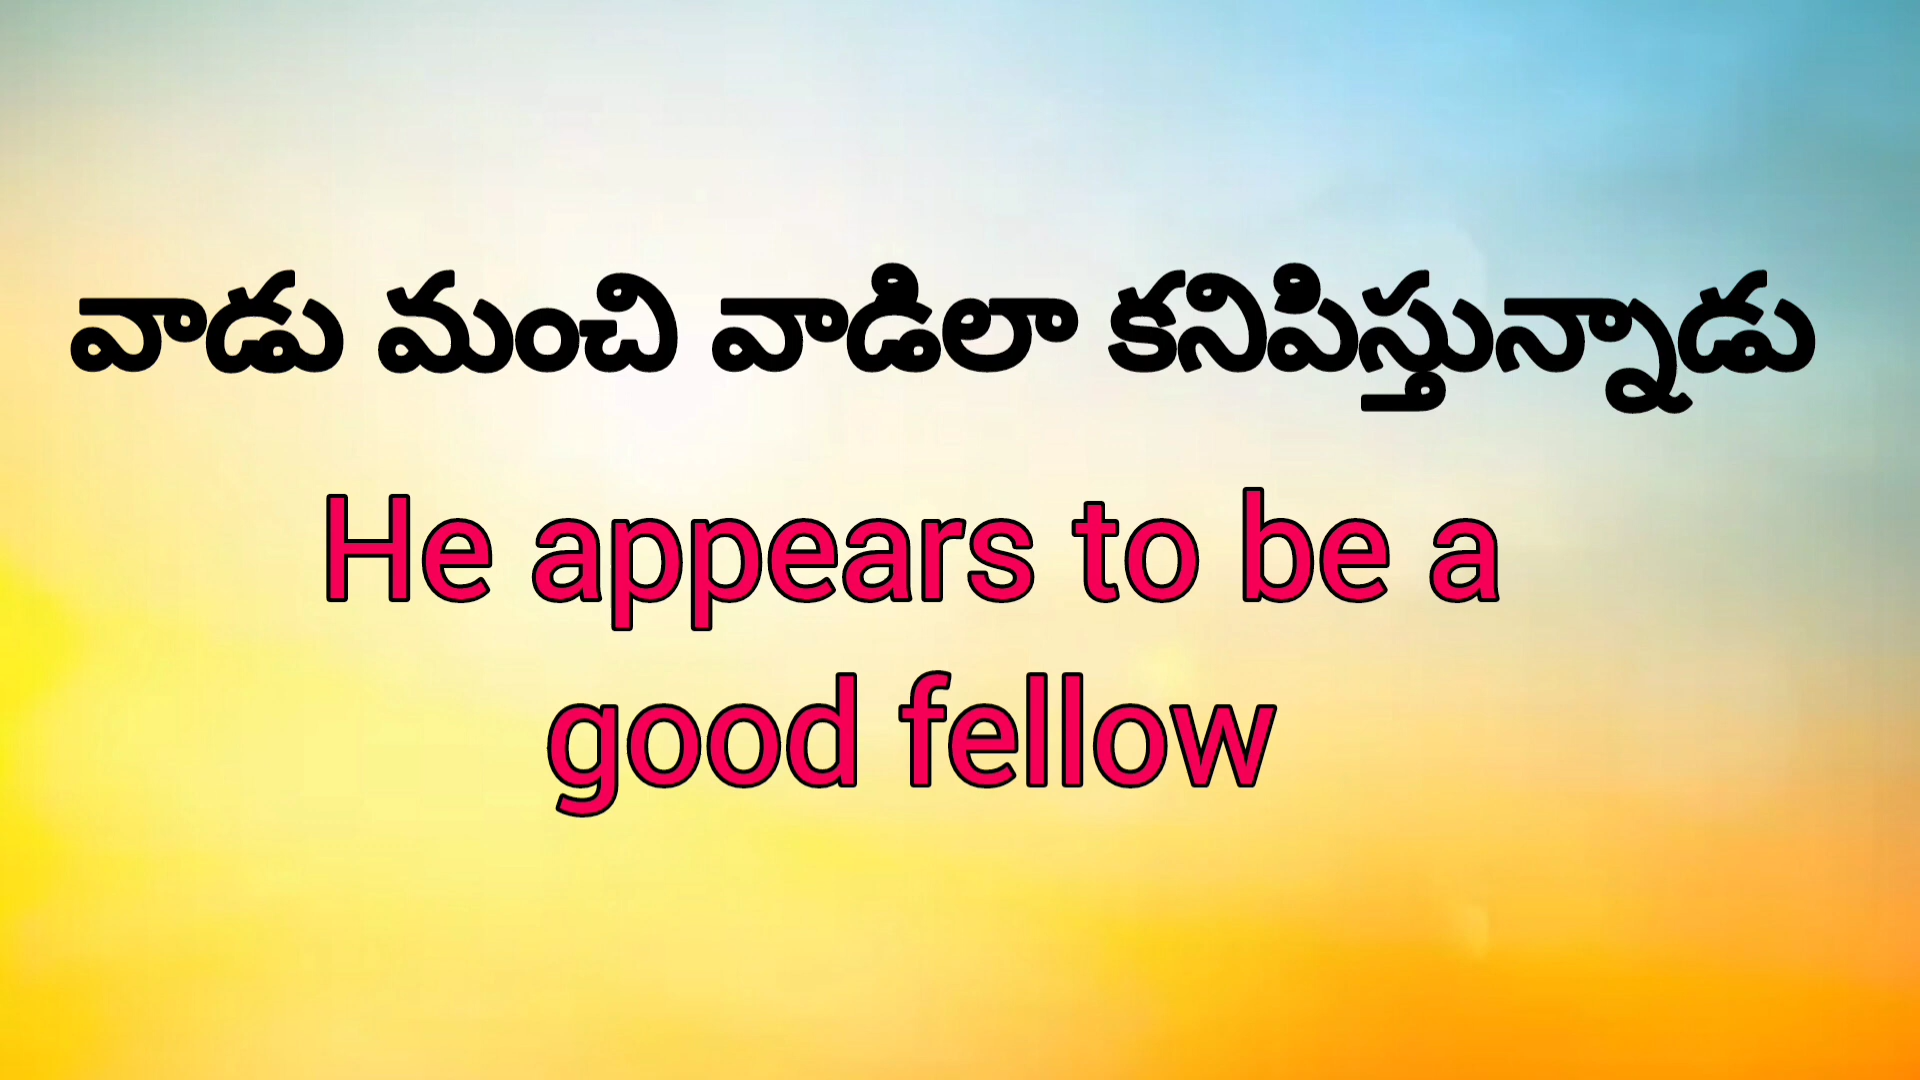 వాడు మంచి వాడిలా కనిపిస్తున్నాడు
He appears to be a
good fellow